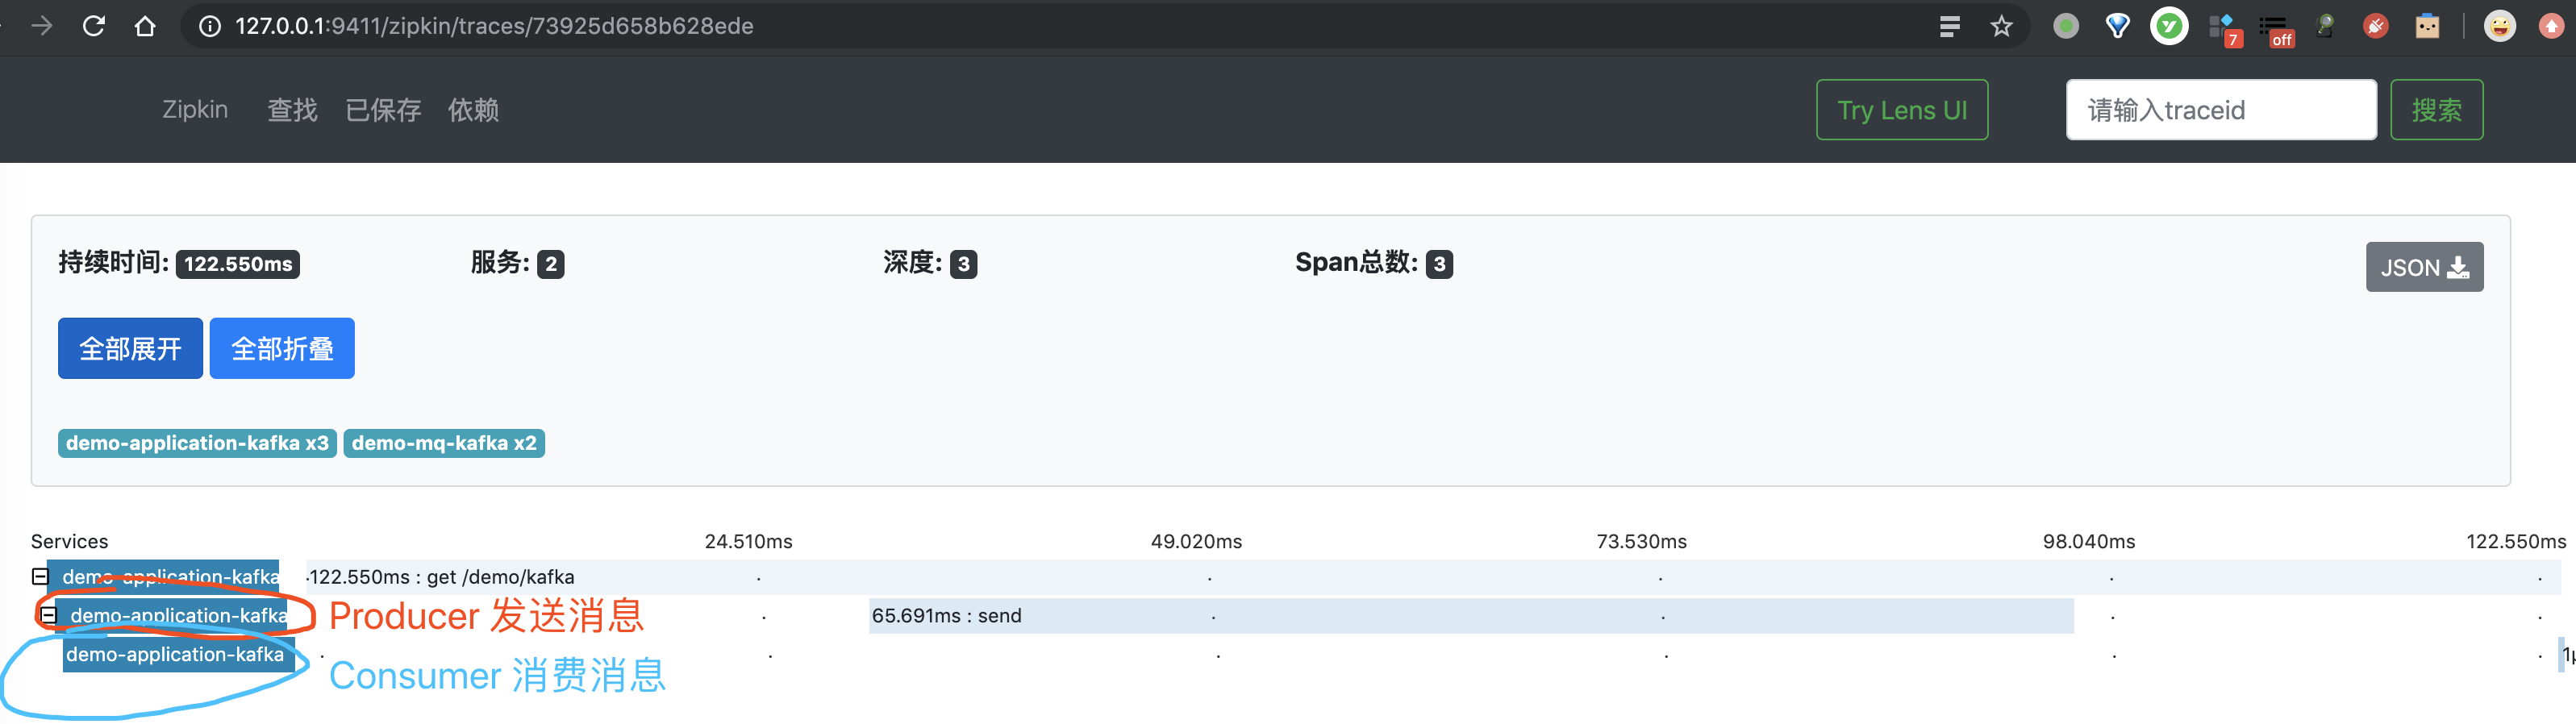 127.0.0.1:9411/zipkin/traces/73925d658b628ede
7
off
Zipkin 查找 已保存 依赖
Try Lens UI
请输入traceid
搜索
持续时间: 122.550ms 服务: 2 深度: 3 Span总数: 3
JSON
全部展开 全部折叠
demo-application-kafka x3 demo-mq-kafka x2
Services 24.510ms 49.020ms 73.530ms 98.040ms 122.550ms
demo-application-kafka 122.550ms : get /demo/kafka
demo-application-kafka Producer 发送消息 65.691ms : send
demo-application-kafka 1μ
Consumer 消费消息